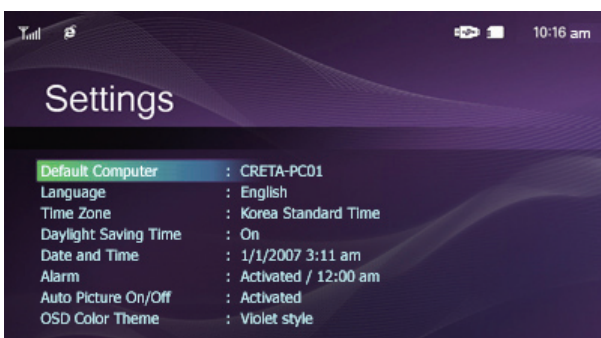 10:16 am
Settings
Default Computer : CRETA-PC01
Language : English
Time Zone : Korea Standard Time
Daylight Saving Time : On
Date and Time : 1/1/2007 3:11 am
Alarm : Activated / 12:00 am
Auto Picture On/Off : Activated
OSD Color Theme : Violet style